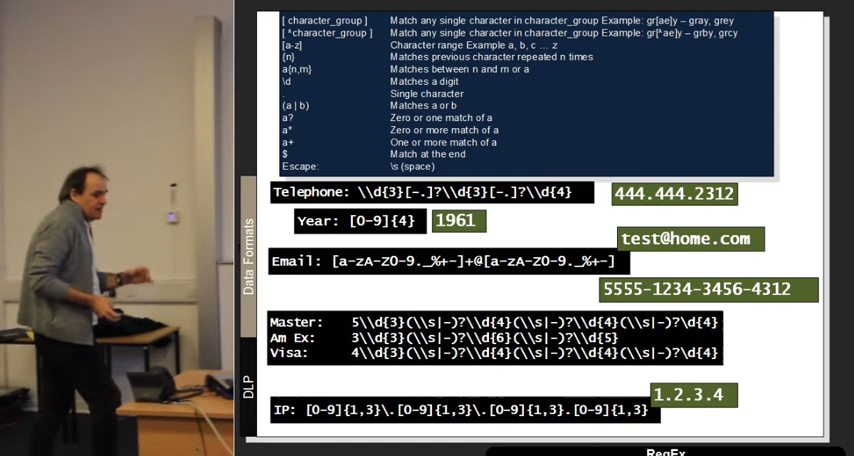 [ character_group ] Match any single character in character_group Example: gr[ae]y – gray, grey
[ ^character_group ] Match any single character in character_group Example: gr[^ae]y – grby, grcy
[a-z] Character range Example a, b, c … z
{n} Matches previous character repeated n times
a{n,m} Matches between n and m or a
\d Matches a digit
. Single character
(a | b) Matches a or b
a? Zero or one match of a
a* Zero or more match of a
a+ One or more match of a
$ Match at the end
Escape: \s (space)
Telephone: \\d{3}[-.]?\\d{3}[-.]?\\d{4}
444.444.2312
Year: [0-9]{4}
1961
test@home.com
Email: [a-zA-Z0-9._%+-]+@[a-zA-Z0-9._%+-]
5555-1234-3456-4312
Master: 5\\d{3}(\\s|-)?\\d{4}(\\s|-)?\\d{4}(\\s|-)?\d{4}
Am Ex: 3\\d{3}(\\s|-)?\\d{6}(\\s|-)?\\d{5}
Visa: 4\\d{3}(\\s|-)?\\d{4}(\\s|-)?\\d{4}(\\s|-)?\d{4}
1.2.3.4
IP: [0-9]{1,3}\.[0-9]{1,3}\.[0-9]{1,3}.[0-9]{1,3}
Data Formats
DLP
RegEx